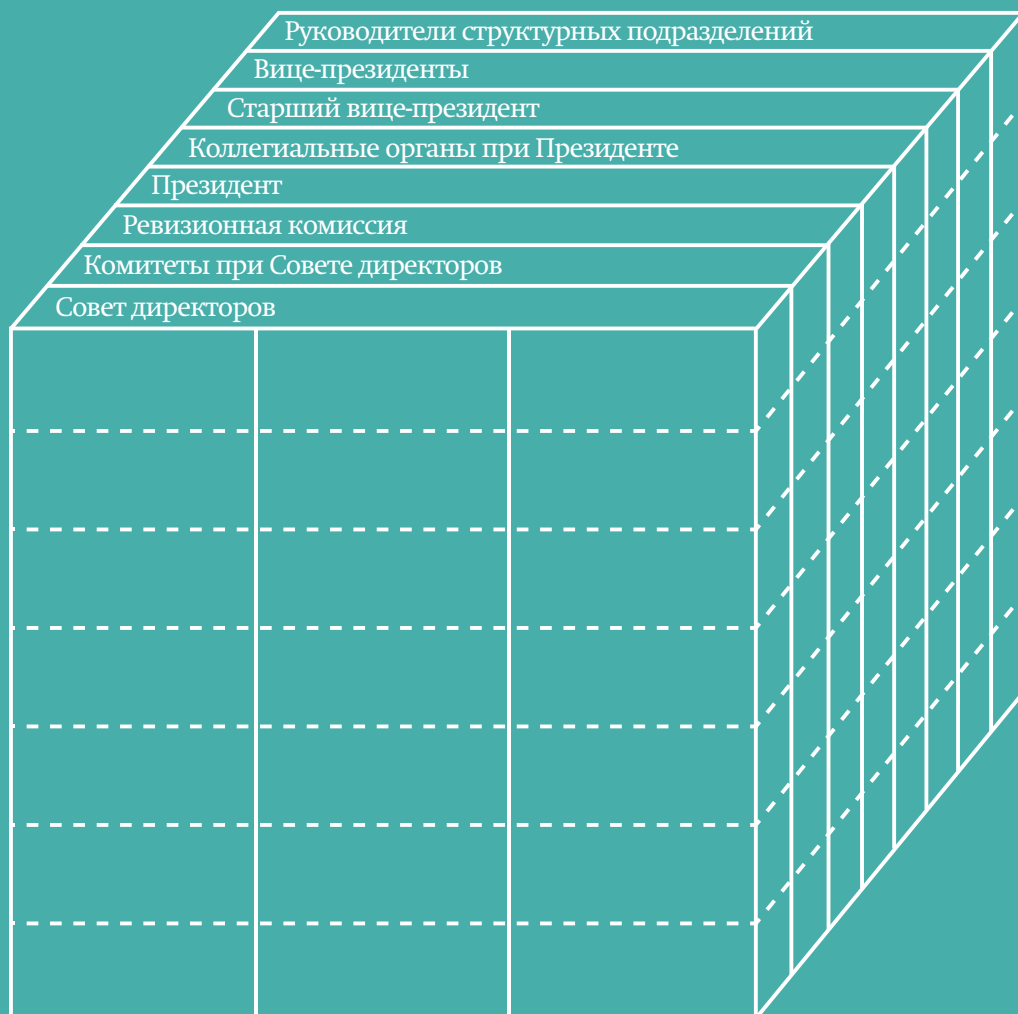 Руководители структурных подразделений
Вице-президенты
Старший вице-президент
Коллегиальные органы при Президенте
Президент
Ревизионная комиссия
Комитеты при Совете директоров
Совет директоров